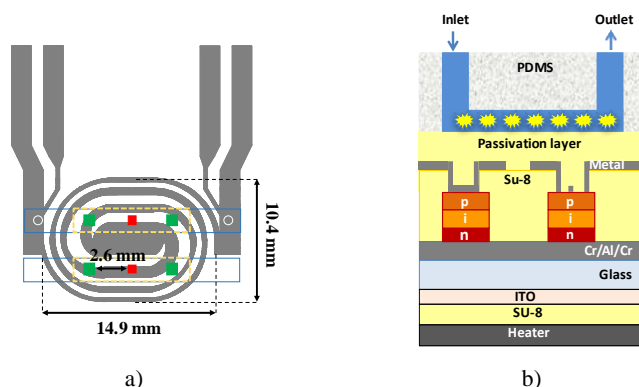 2.6 mm
10.4 mm
14.9 mm
a)
Inlet
Outlet
PDMS
Passivation layer
Metal
Su-8
p
p
i
i
n
n
Cr/Al/Cr
Glass
ITO
SU-8
Heater
b)